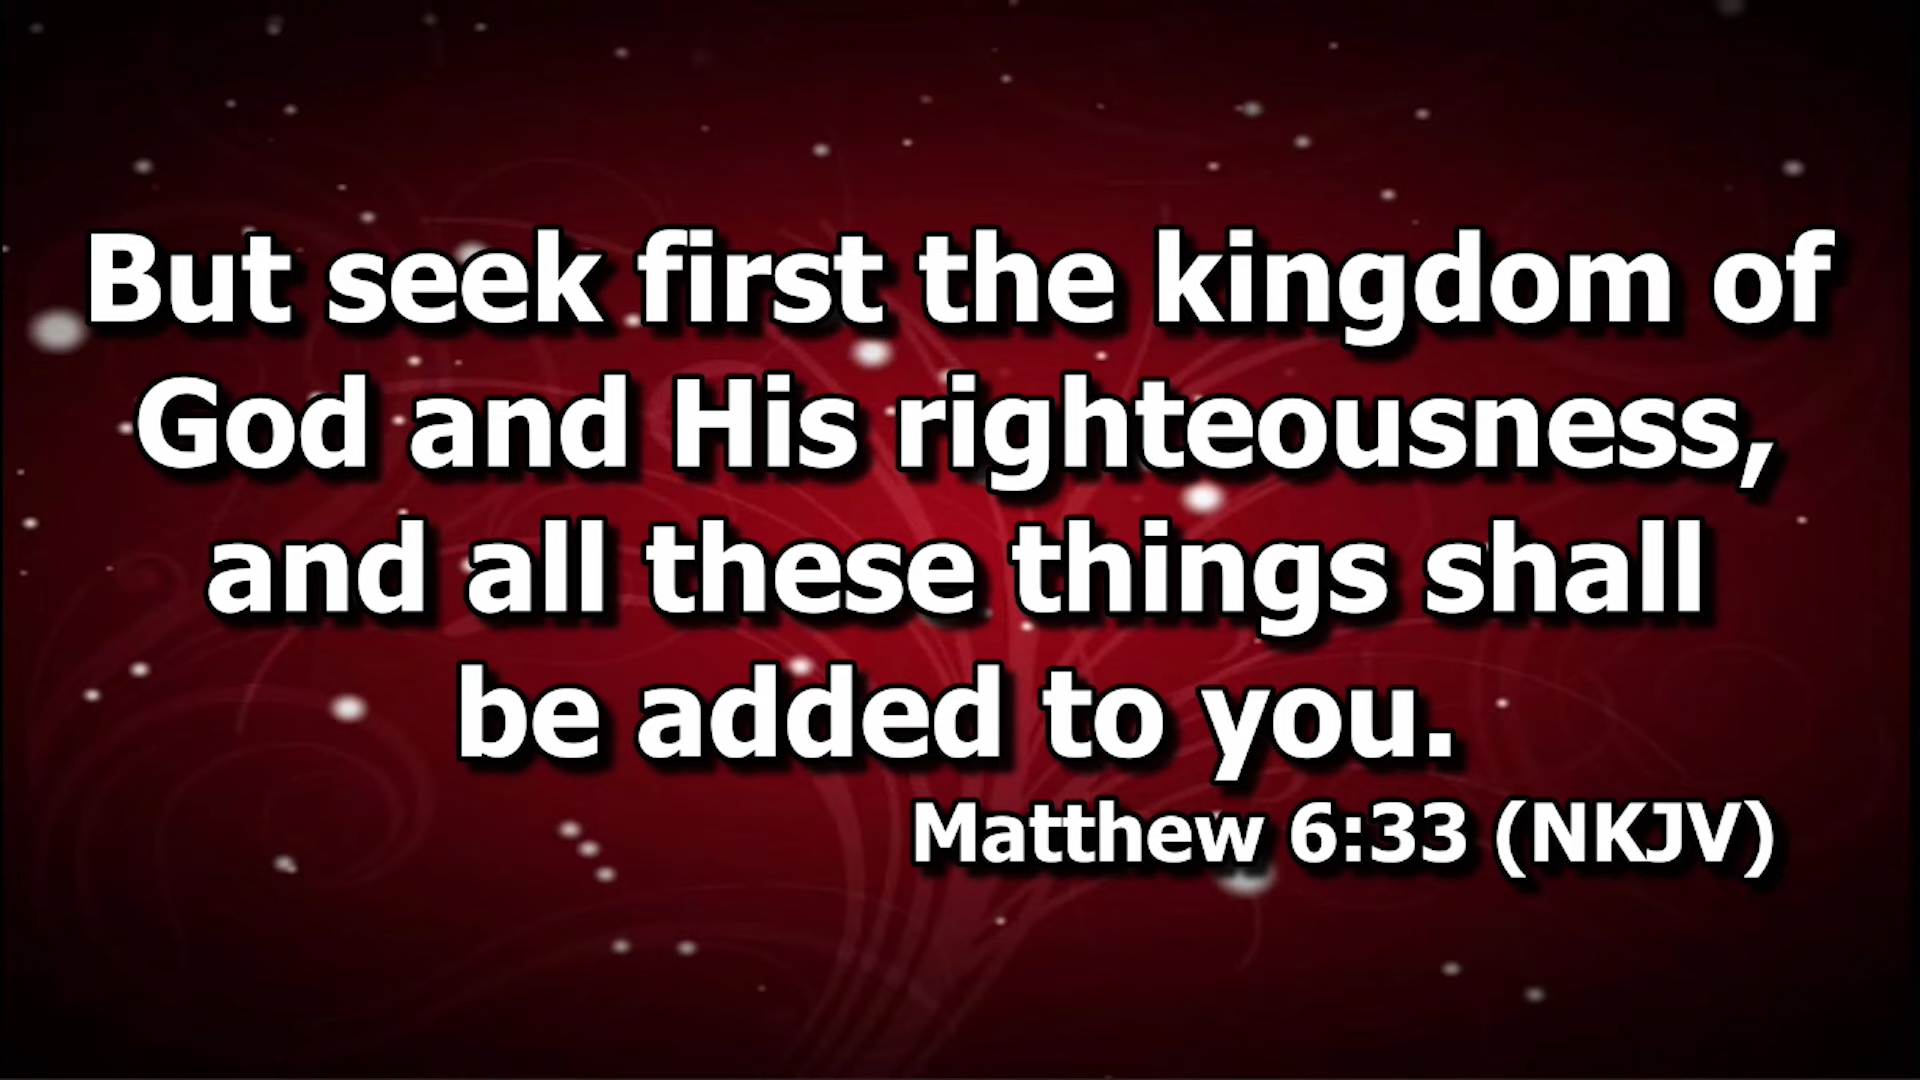 But seek first the kingdom of
God and His righteousness,
and all these things shall
be added to you.
Matthew 6:33 (NKJV)